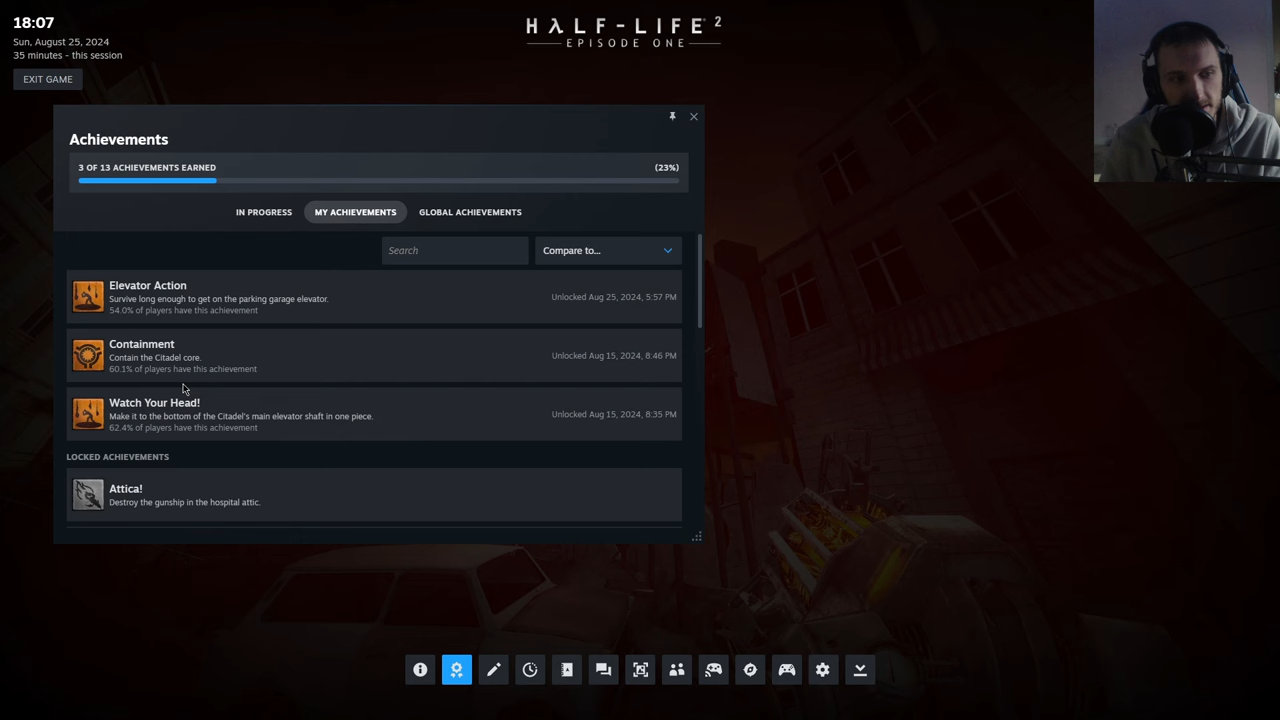 18:07
Sun, August 25, 2024
35 minutes - this session
EXIT GAME
HλLF-LIFE 2
EPISODE ONE
Achievements
3 OF 13 ACHIEVEMENTS EARNED (23%)
IN PROGRESS MY ACHIEVEMENTS GLOBAL ACHIEVEMENTS
Search Compare to...
Elevator Action
Survive long enough to get on the parking garage elevator.
54.0% of players have this achievement
Unlocked Aug 25, 2024, 5:57 PM
Containment
Contain the Citadel core.
60.1% of players have this achievement
Unlocked Aug 15, 2024, 8:46 PM
Watch Your Head!
Make it to the bottom of the Citadel's main elevator shaft in one piece.
62.4% of players have this achievement
Unlocked Aug 15, 2024, 8:35 PM
LOCKED ACHIEVEMENTS
Attica!
Destroy the gunship in the hospital attic.